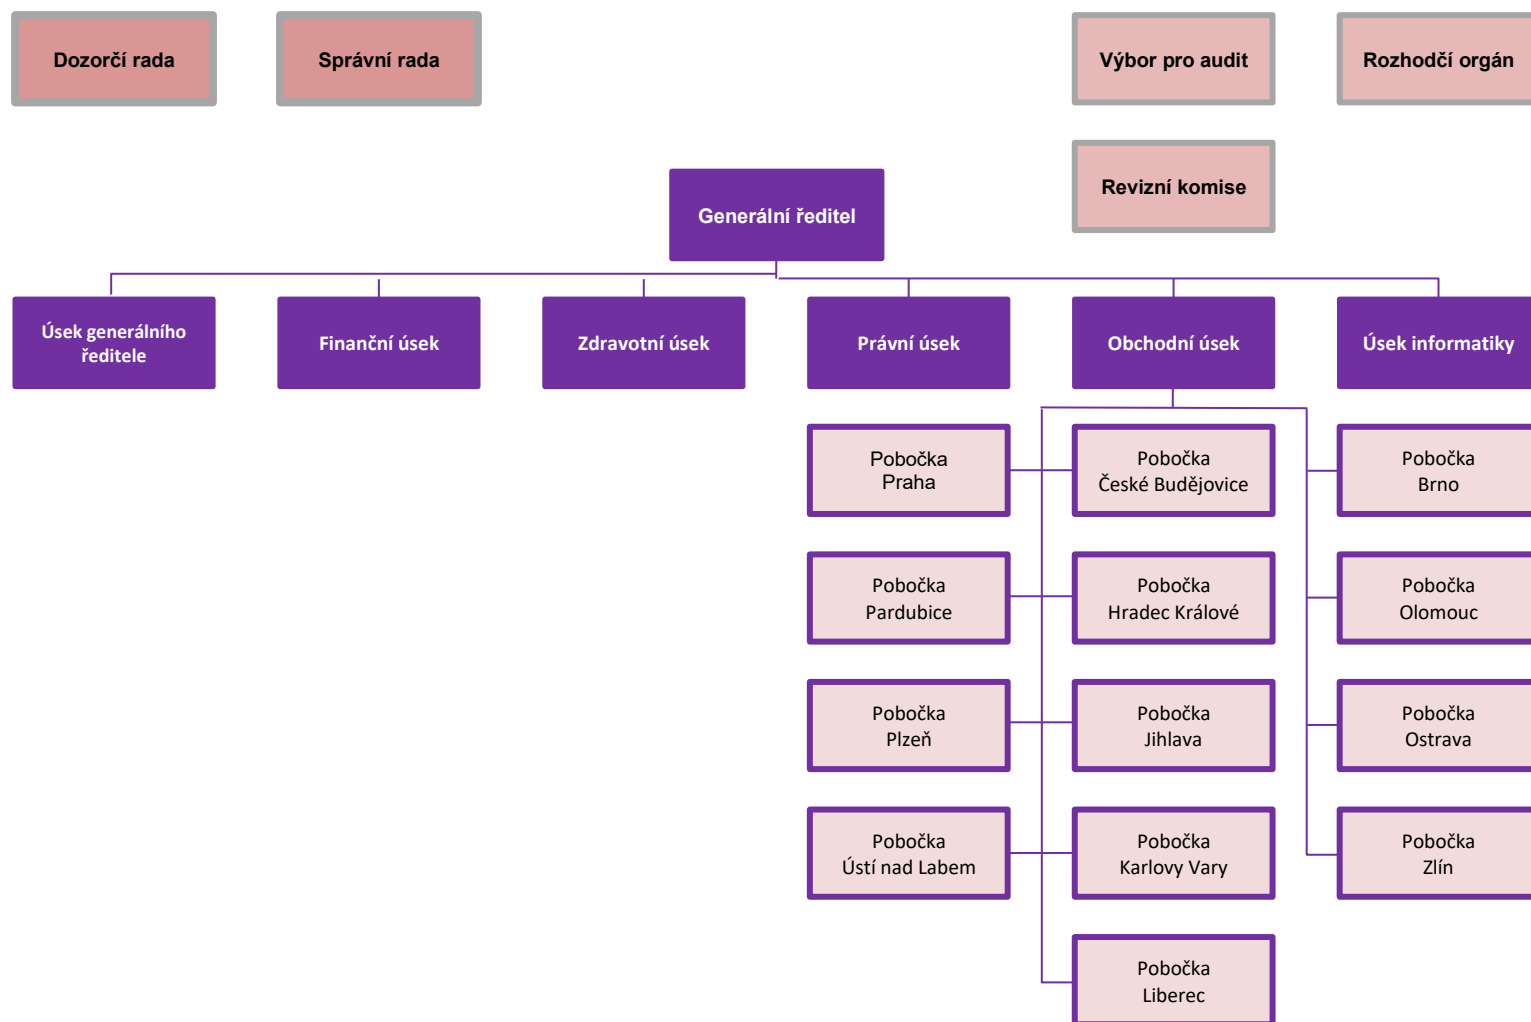 Dozorčí rada
Správní rada
Výbor pro audit
Rozhodčí orgán
Revizní komise
Generální ředitel
Úsek generálního
ředitele
Finanční úsek
Zdravotní úsek
Právní úsek
Obchodní úsek
Úsek informatiky
Pobočka
Praha
Pobočka
České Budějovice
Pobočka
Brno
Pobočka
Pardubice
Pobočka
Hradec Králové
Pobočka
Olomouc
Pobočka
Plzeň
Pobočka
Jihlava
Pobočka
Ostrava
Pobočka
Ústí nad Labem
Pobočka
Karlovy Vary
Pobočka
Zlín
Pobočka
Liberec